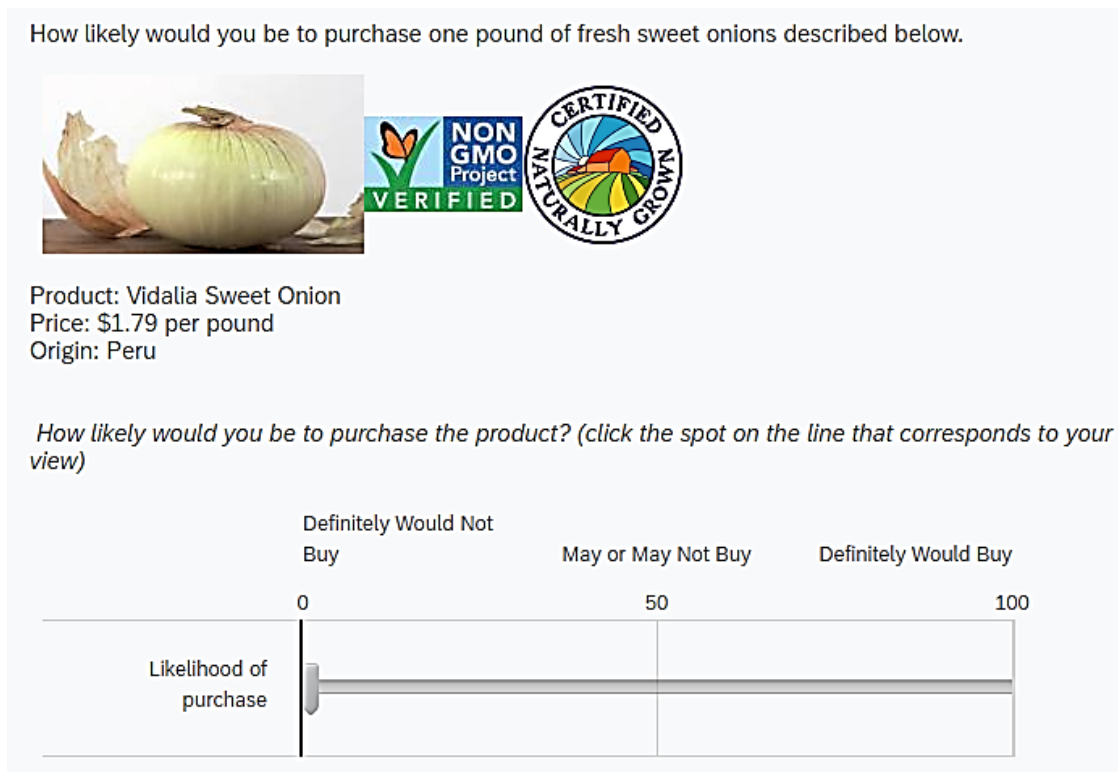 How likely would you be to purchase one pound of fresh sweet onions described below.
NON
GMO
Project
VERIFIED
CERTIFIED
NATURALLY GROWN
Product: Vidalia Sweet Onion
Price: $1.79 per pound
Origin: Peru
How likely would you be to purchase the product? (click the spot on the line that corresponds to your
view)
Definitely Would Not
Buy
May or May Not Buy
Definitely Would Buy
0
50
100
Likelihood of
purchase